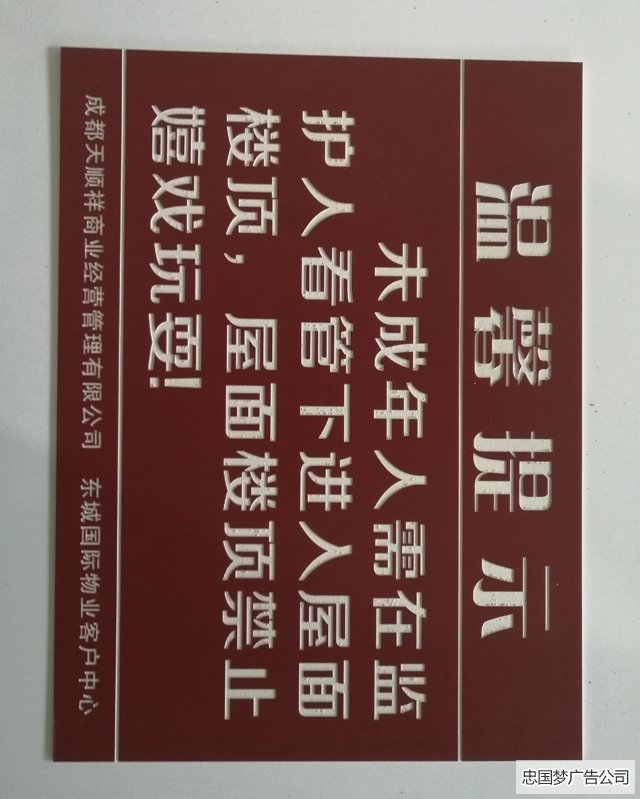 温馨提示
未成年人需在监
护人看管下进人屋面
楼顶，屋面楼顶禁止
嬉戏玩耍!
成都天顺祥商业经营管理有限公司 东城国际物业客户中心
忠国梦广告公司